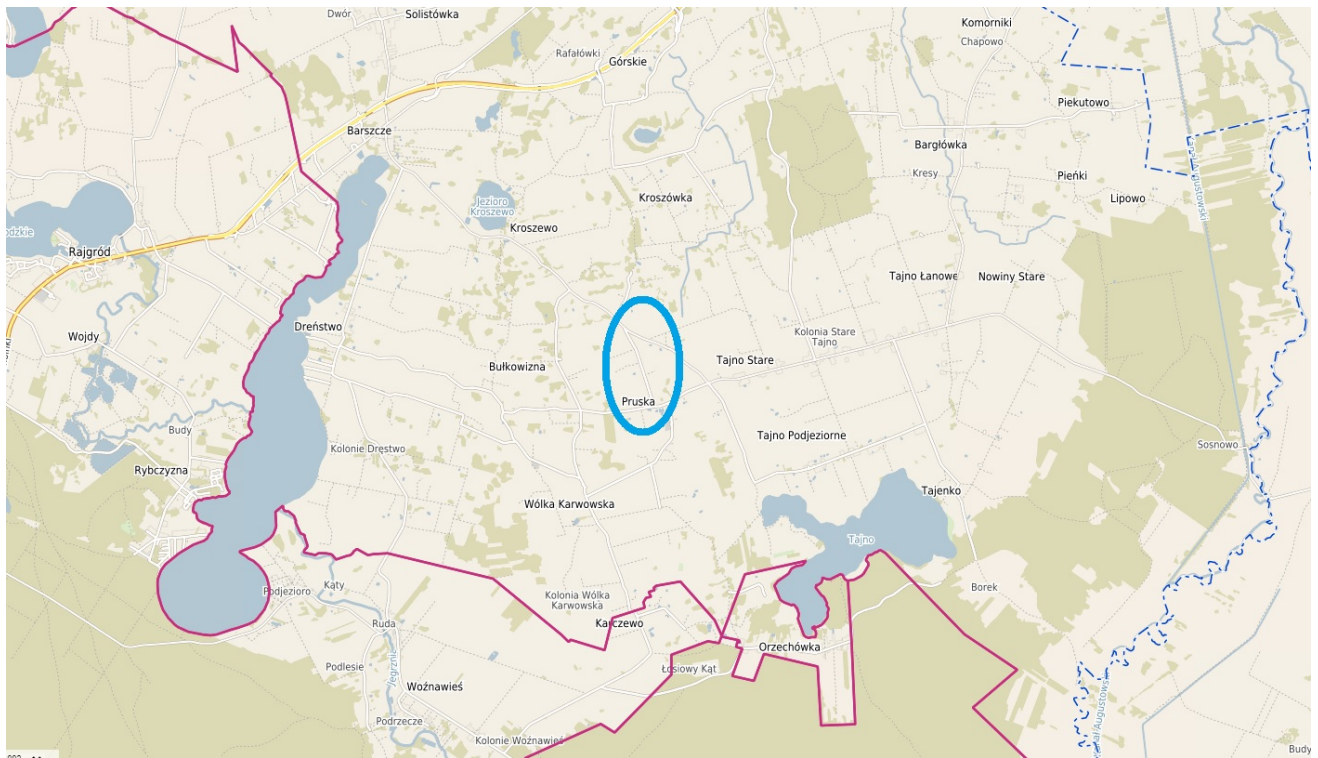 Dwór
Solistówka
Komorniki
Chapowo
Rafałówki
Górskie
Piekutowo
Barszcze
Bargłówka
Kresy
Pieńki
Lipowo
Kanał Augustowski
Kroszówka
Jezioro
Kroszewo
Kroszewo
Rajgród
Tajno Łanowe
Nowiny Stare
Wojdy
Dreństwo
Kolonia Stare
Tajno
Tajno Stare
Bułkowizna
Pruska
Budy
Tajno Podjeziorne
Sosnowo
Kolonie Dręstwo
Rybczyzna
Tajenko
Wólka Karwowska
Tajno
Kąty
Podjezioro
Borek
Kolonia Wólka
Karwowska
Ruda
Karczewo
Orzechówka
Podlesie
Łosiowy Kąt
Woźnawieś
Podrzecze
Kolonie Woźnawieś
Budy